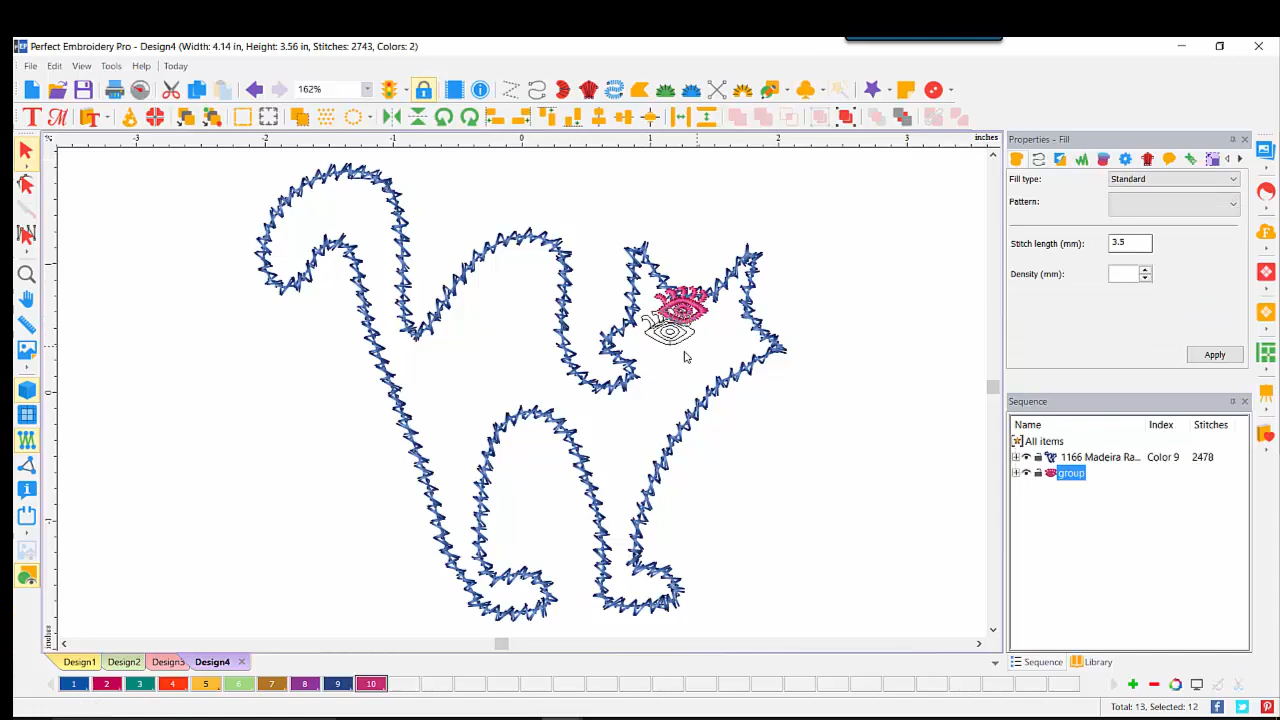 Perfect Embroidery Pro - Design4 (Width: 4.14 in, Height: 3.56 in, Stitches: 2743, Colors: 2)
File Edit View Tools Help Today
162%
-3 -2 -1 0 1 2 3 inches
Properties - Fill
Fill type: Standard
Pattern:
Stitch length (mm): 3.5
Density (mm):
Apply
Sequence
Name Index Stitches
All items
1166 Madeira Ra... Color 9 2478
group
0
-1
inches
Sequence Library
Design1 Design2 Design3 Design4
1 2 3 4 5 6 7 8 9 10
Total: 13, Selected: 12